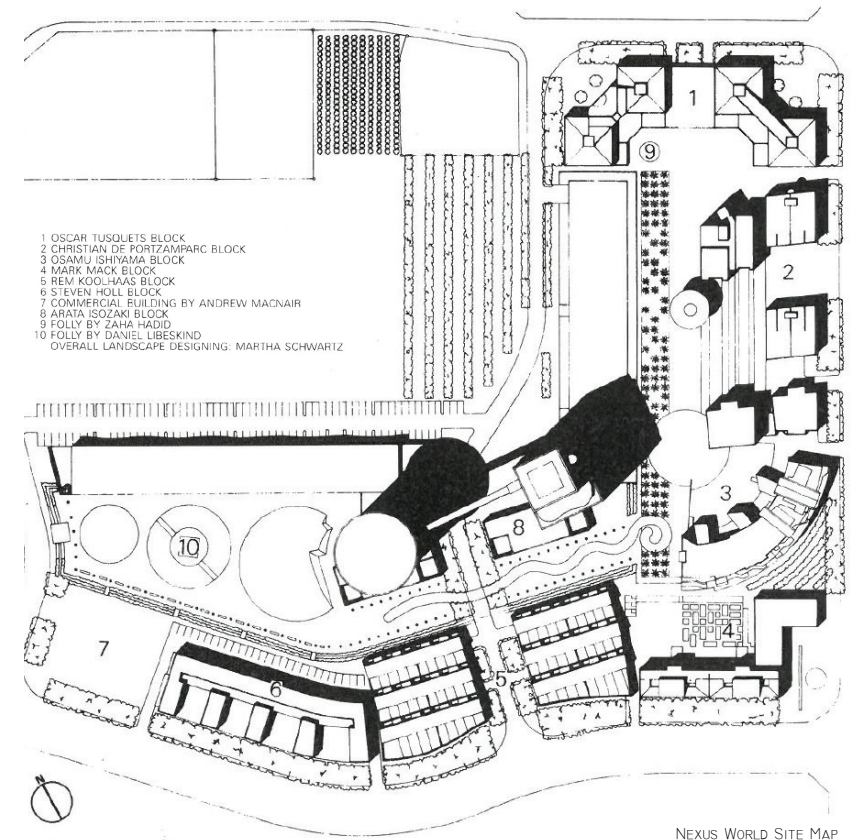 1
9
2
1 OSCAR TUSQUETS BLOCK
2 CHRISTIAN DE PORTZAMPARC BLOCK
3 OSAMU ISHIYAMA BLOCK
4 MARK MACK BLOCK
5 REM KOOLHAAS BLOCK
6 STEVEN HOLL BLOCK
7 COMMERCIAL BUILDING BY ANDREW MACNAIR
8 ARATA ISOZAKI BLOCK
9 FOLLY BY ZAHA HADID
10 FOLLY BY DANIEL LIBESKIND
OVERALL LANDSCAPE DESIGNING: MARTHA SCHWARTZ
3
8
10
4
7
5
6
N
NEXUS WORLD SITE MAP